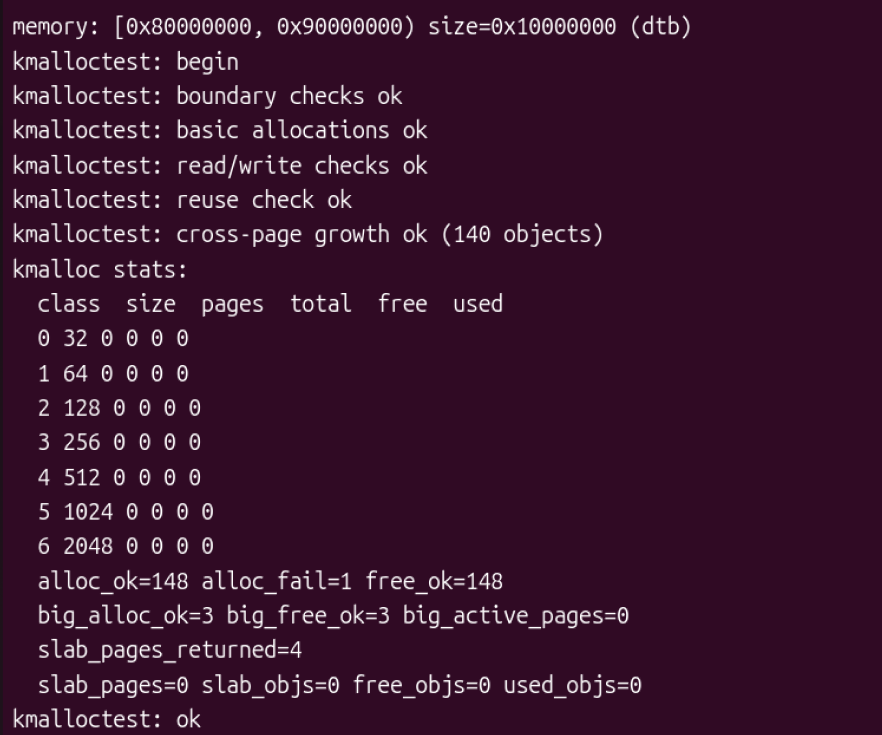 memory: [0x80000000, 0x90000000) size=0x10000000 (dtb)
kmalloctest: begin
kmalloctest: boundary checks ok
kmalloctest: basic allocations ok
kmalloctest: read/write checks ok
kmalloctest: reuse check ok
kmalloctest: cross-page growth ok (140 objects)
kmalloc stats:
  class  size  pages  total  free  used
  0 32 0 0 0 0
  1 64 0 0 0 0
  2 128 0 0 0 0
  3 256 0 0 0 0
  4 512 0 0 0 0
  5 1024 0 0 0 0
  6 2048 0 0 0 0
  alloc_ok=148 alloc_fail=1 free_ok=148
  big_alloc_ok=3 big_free_ok=3 big_active_pages=0
  slab_pages_returned=4
  slab_pages=0 slab_objs=0 free_objs=0 used_objs=0
kmalloctest: ok